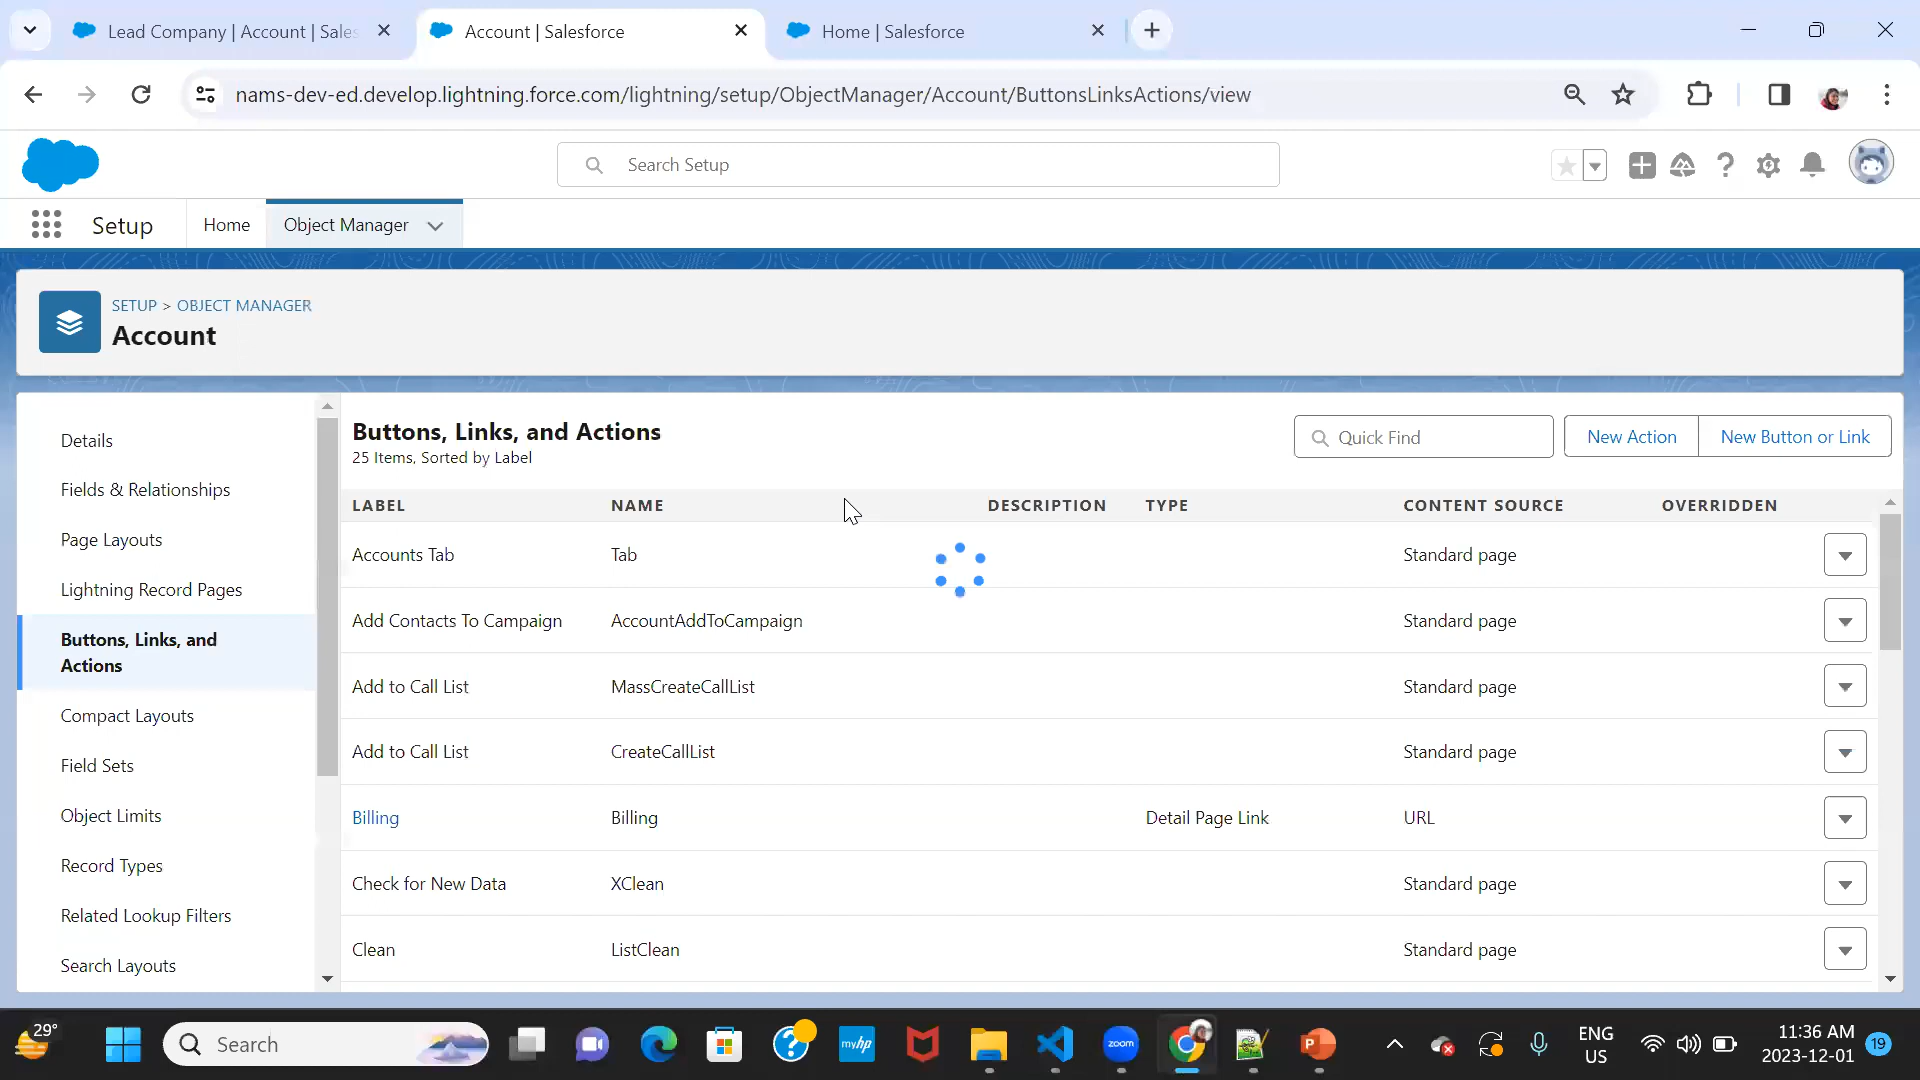 Lead Company | Account | Sales
Account | Salesforce
Home | Salesforce
nams-dev-ed.develop.lightning.force.com/lightning/setup/ObjectManager/Account/ButtonsLinksActions/view
Search Setup
Setup
Home
Object Manager
SETUP > OBJECT MANAGER
Account
Details
Fields & Relationships
Page Layouts
Lightning Record Pages
Buttons, Links, and
Actions
Compact Layouts
Field Sets
Object Limits
Record Types
Related Lookup Filters
Search Layouts
Buttons, Links, and Actions
25 Items, Sorted by Label
Quick Find
New Action
New Button or Link
LABEL NAME DESCRIPTION TYPE CONTENT SOURCE OVERRIDDEN
Accounts Tab Tab Standard page
Add Contacts To Campaign AccountAddToCampaign Standard page
Add to Call List MassCreateCallList Standard page
Add to Call List CreateCallList Standard page
Billing Billing Detail Page Link URL
Check for New Data XClean Standard page
Clean ListClean Standard page
29°
Search
myhp
zoom
P
ENG
US
11:36 AM
2023-12-01
19